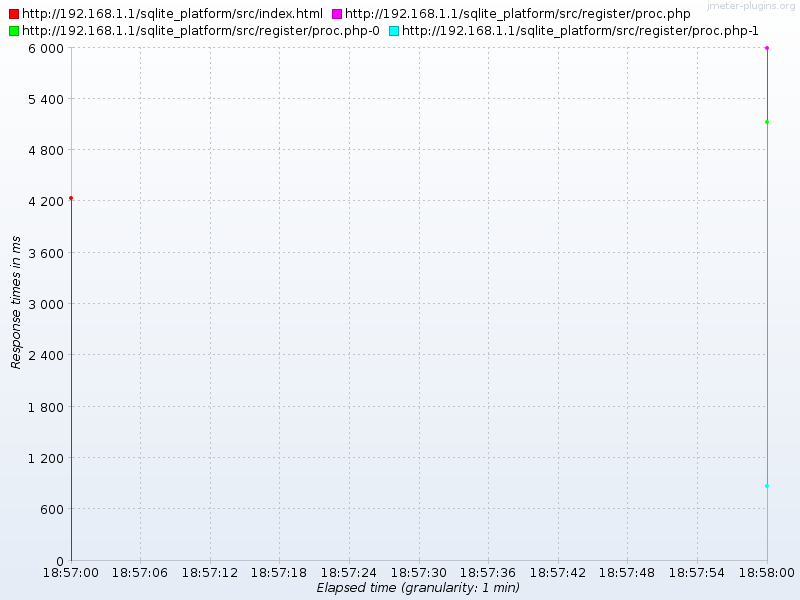 jmeter-plugins.org
http://192.168.1.1/sqlite_platform/src/index.html http://192.168.1.1/sqlite_platform/src/register/proc.php
http://192.168.1.1/sqlite_platform/src/register/proc.php-0 http://192.168.1.1/sqlite_platform/src/register/proc.php-1
6 000
5 400
4 800
4 200
3 600
3 000
2 400
1 800
1 200
600
0
Response times in ms
18:57:00 18:57:06 18:57:12 18:57:18 18:57:24 18:57:30 18:57:36 18:57:42 18:57:48 18:57:54 18:58:00
Elapsed time (granularity: 1 min)